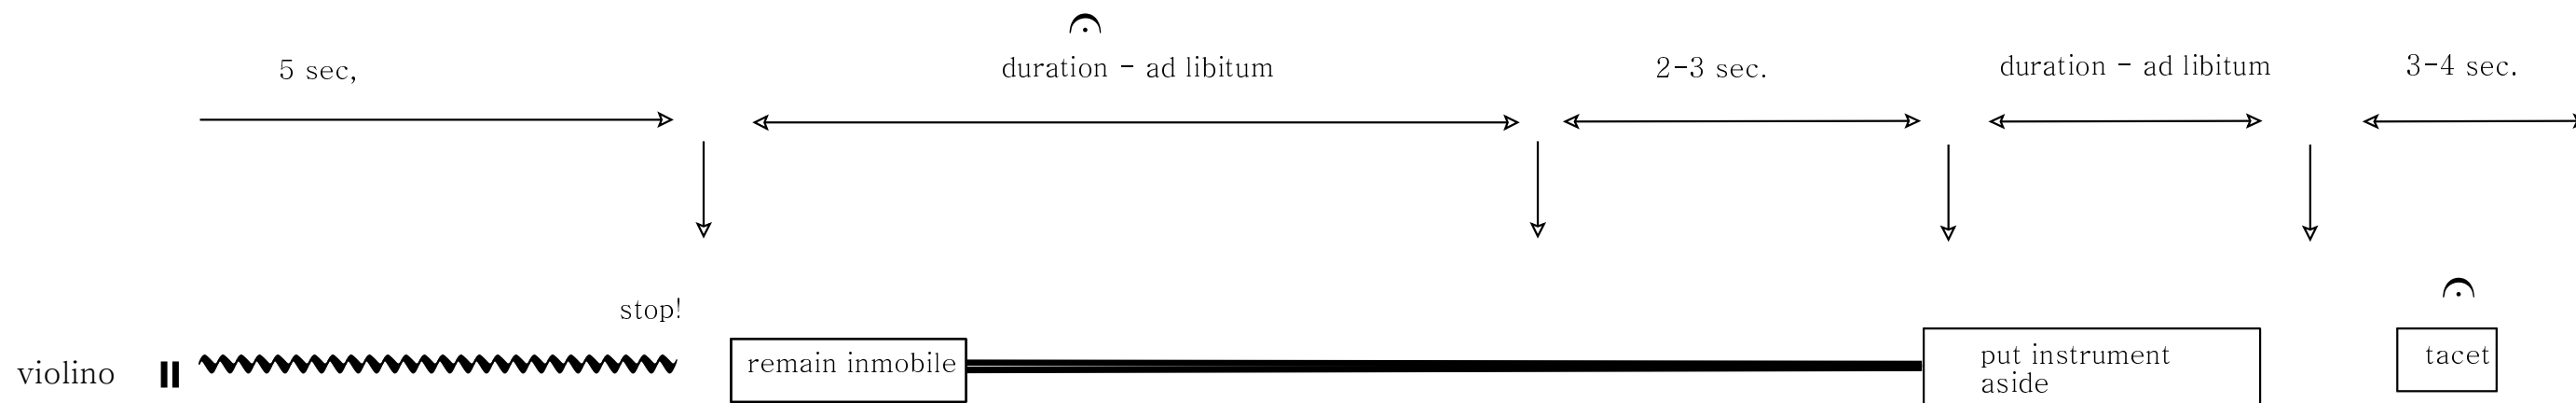 5 sec,
duration - ad libitum
2-3 sec.
duration - ad libitum
3-4 sec.
stop!
violino
remain inmobile
put instrument
aside
tacet